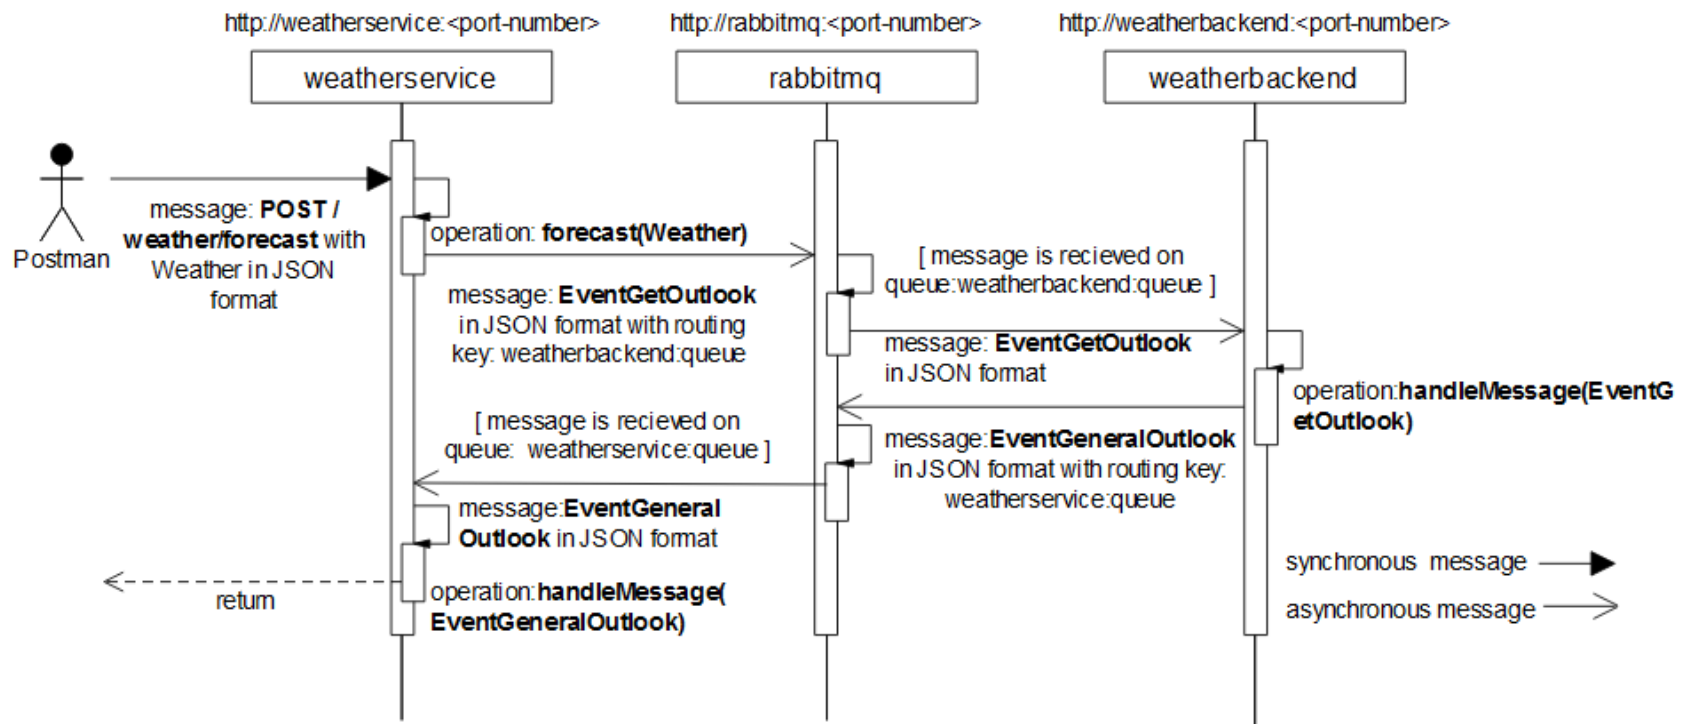 http://weatherservice:<port-number>
http://rabbitmq:<port-number>
http://weatherbackend:<port-number>
weatherservice
rabbitmq
weatherbackend
Postman
message: POST /
weather/forecast with
Weather in JSON
format
operation: forecast(Weather)
message: EventGetOutlook
in JSON format with routing
key: weatherbackend:queue
[ message is recieved on
queue:weatherbackend:queue ]
message: EventGetOutlook
in JSON format
operation:handleMessage(EventG
etOutlook)
message:EventGeneralOutlook
in JSON format with routing key:
weatherservice:queue
[ message is recieved on
queue: weatherservice:queue ]
message:EventGeneral
Outlook in JSON format
operation:handleMessage(
EventGeneralOutlook)
return
synchronous message
asynchronous message